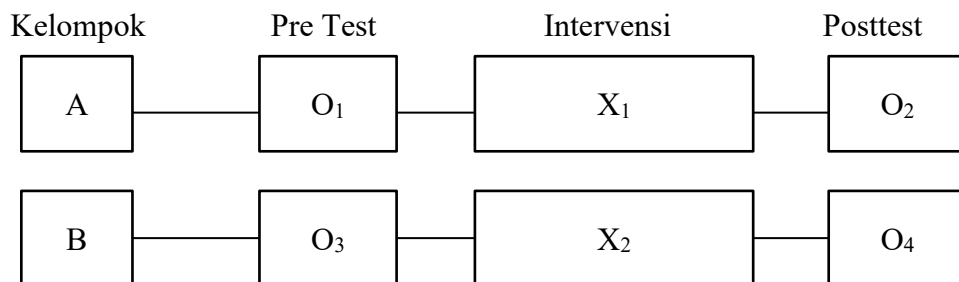 Kelompok Pre Test Intervensi Posttest
A O₁ X₁ O₂
B O₃ X₂ O₄